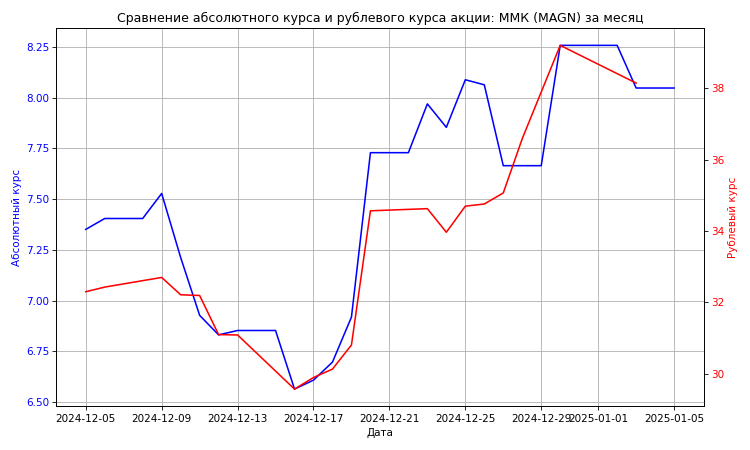 Сравнение абсолютного курса и рублевого курса акции: ММК (MAGN) за месяц
8.25
8.00
7.75
7.50
7.25
7.00
6.75
6.50
Абсолютный курс
38
36
34
32
30
Рублевый курс
2024-12-05 2024-12-09 2024-12-13 2024-12-17 2024-12-21 2024-12-25 2024-12-29 2025-01-01 2025-01-05
Дата